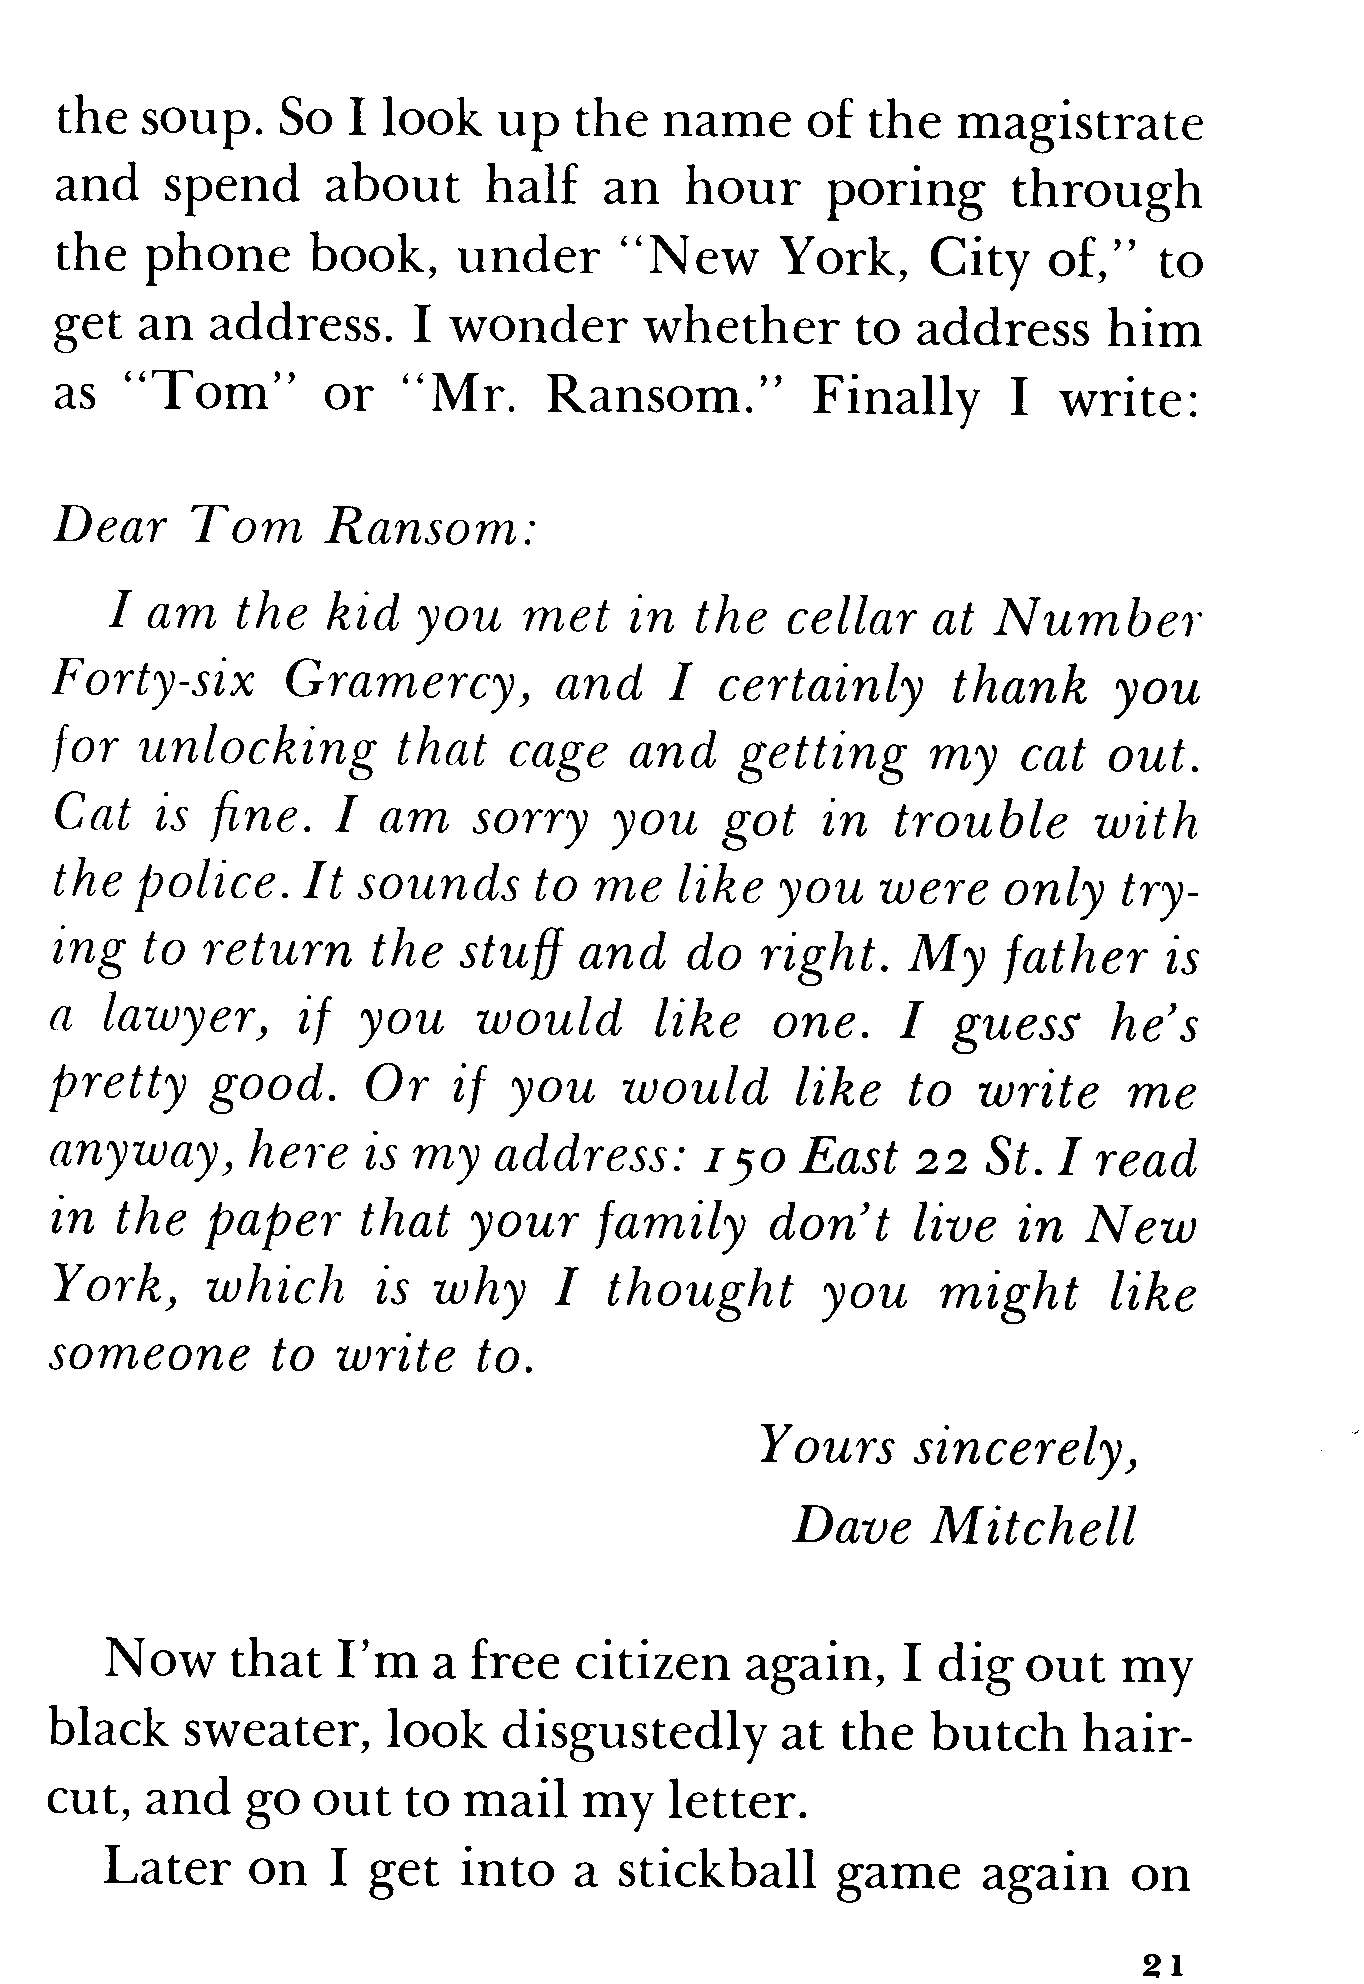 the soup. So I look up the name of the magistrate
and spend about half an hour poring through
the phone book, under “New York, City of,” to
get an address. I wonder whether to address him
as “Tom” or “Mr. Ransom.” Finally I write:
Dear Tom Ransom:
I am the kid you met in the cellar at Number
Forty-six Gramercy, and I certainly thank you
for unlocking that cage and getting my cat out.
Cat is fine. I am sorry you got in trouble with
the police. It sounds to me like you were only try-
ing to return the stuff and do right. My father is
a lawyer, if you would like one. I guess he’s
pretty good. Or if you would like to write me
anyway, here is my address: 150 East 22 St. I read
in the paper that your family don’t live in New
York, which is why I thought you might like
someone to write to.
Yours sincerely,
Dave Mitchell
Now that I’m a free citizen again, I dig out my
black sweater, look disgustedly at the butch hair-
cut, and go out to mail my letter.
Later on I get into a stickball game again on
21